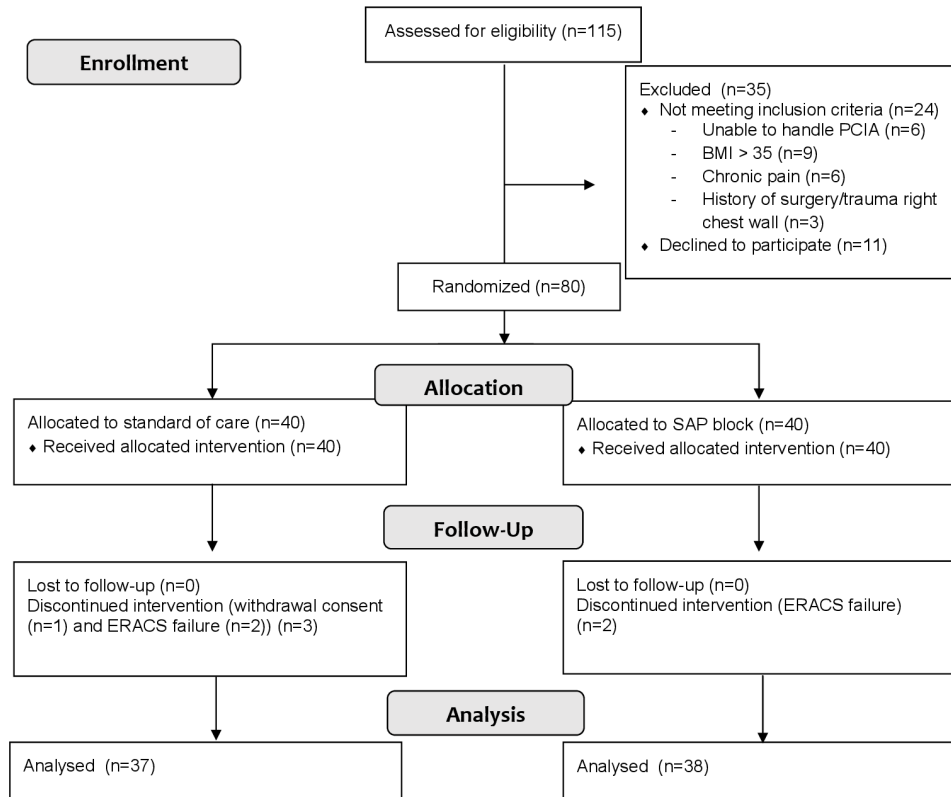 Assessed for eligibility (n=115)
Enrollment
Excluded (n=35)
♦ Not meeting inclusion criteria (n=24)
- Unable to handle PCIA (n=6)
- BMI > 35 (n=9)
- Chronic pain (n=6)
- History of surgery/trauma right
chest wall (n=3)
♦ Declined to participate (n=11)
Randomized (n=80)
Allocation
Allocated to standard of care (n=40)
♦ Received allocated intervention (n=40)
Allocated to SAP block (n=40)
♦ Received allocated intervention (n=40)
Follow-Up
Lost to follow-up (n=0)
Discontinued intervention (withdrawal consent
(n=1) and ERACS failure (n=2)) (n=3)
Lost to follow-up (n=0)
Discontinued intervention (ERACS failure)
(n=2)
Analysis
Analysed (n=37)
Analysed (n=38)